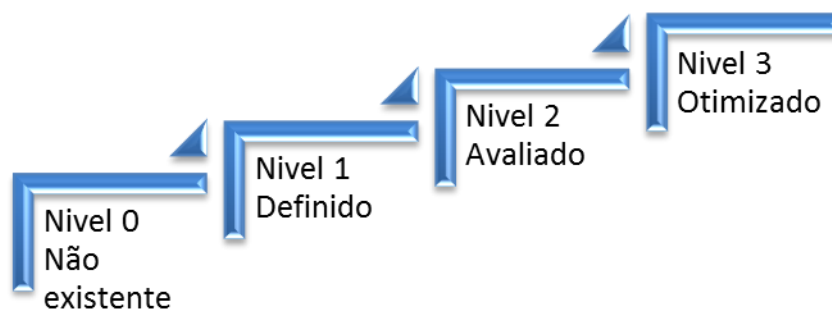 Nivel 0
Não
existente
Nivel 1
Definido
Nivel 2
Avaliado
Nivel 3
Otimizado